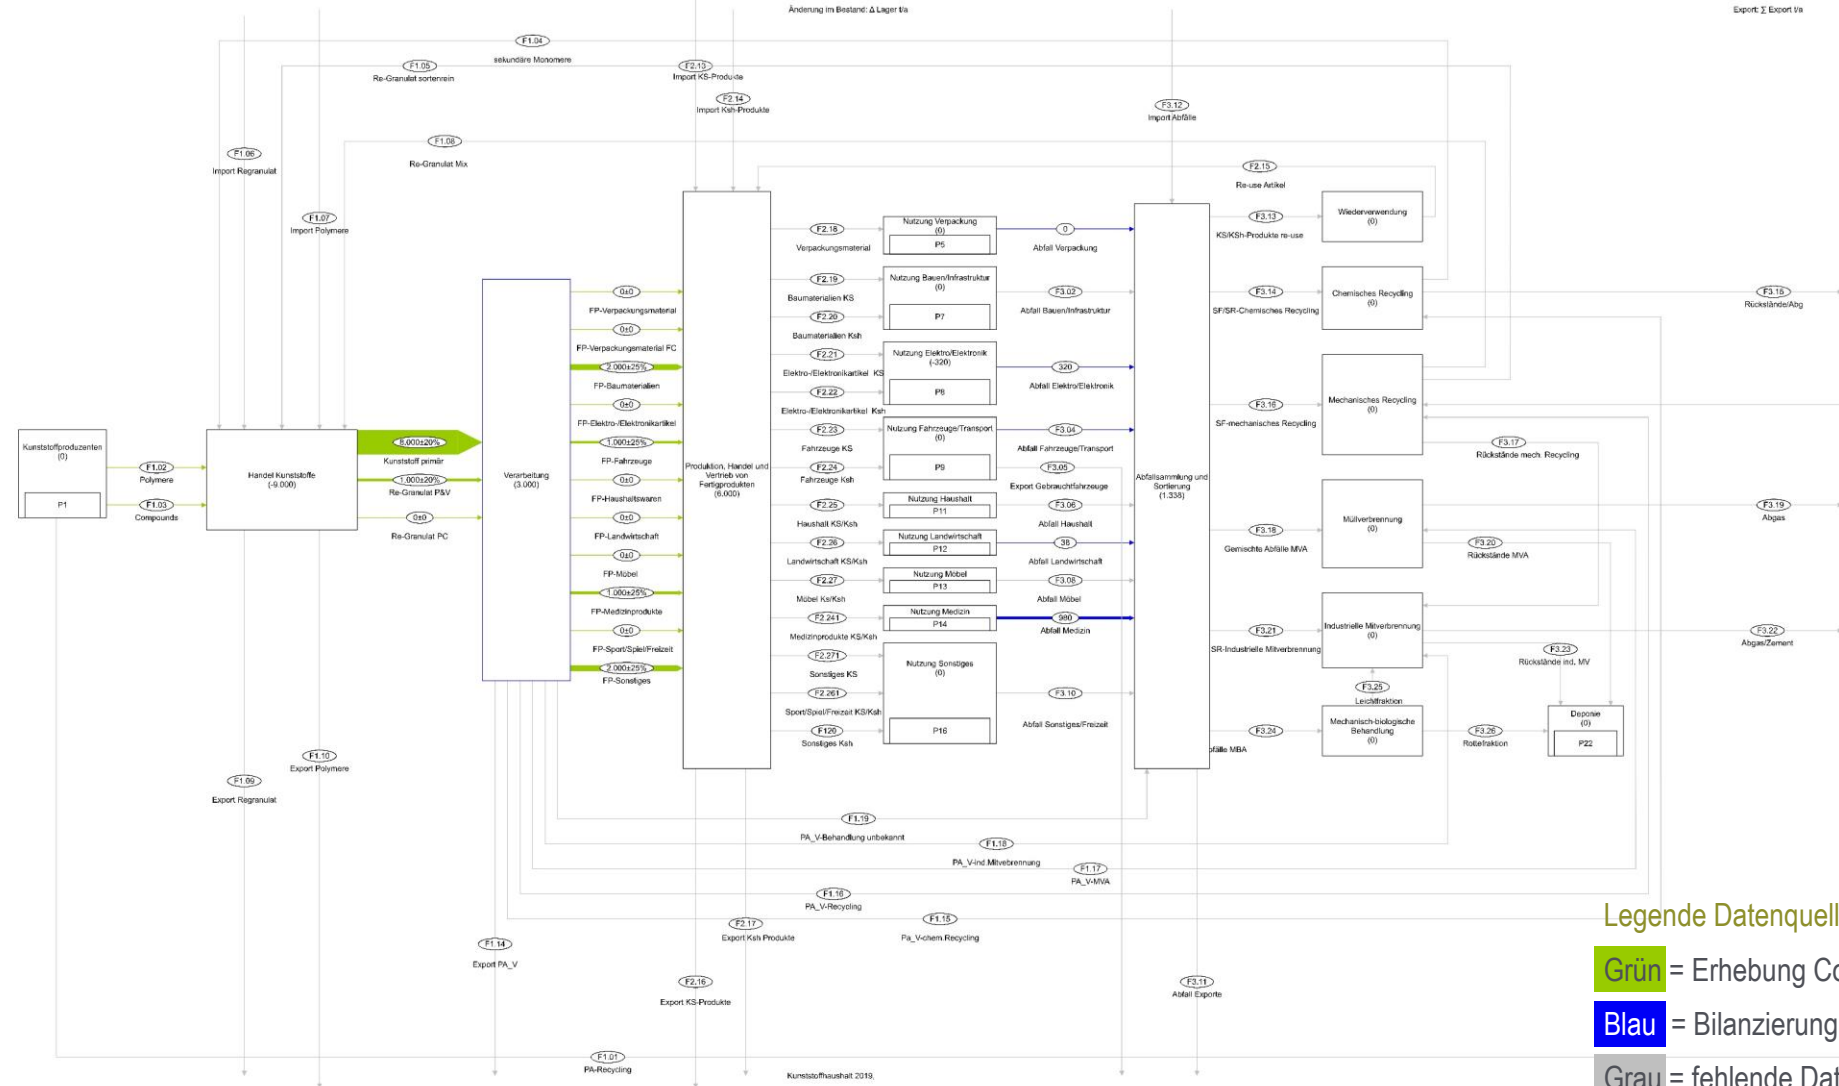 Änderung im Bestand: Δ Lager t/a
Export: ∑ Export t/a
F1.04
sekundäre Monomere
F1.05
Re-Granulat sortenrein
F2.13
Import KS-Produkte
F2.14
Import Ksh-Produkte
F3.12
Import Abfälle
F1.06
Import Regranulat
F1.08
Re-Granulat Mix
F1.07
Import Polymere
F2.15
Re-use Artikel
Kunststoffproduzenten
(0)
P1
F1.02
Polymere
F1.03
Compounds
Handel Kunststoffe
(-9.000)
8.000±20%
Kunststoff primär
1.000±20%
Re-Granulat P&V
0±0
Re-Granulat PC
Verarbeitung
(3.000)
0±0
FP-Verpackungsmaterial
0±0
FP-Verpackungsmaterial FC
2.000±25%
FP-Baumaterialien
0±0
FP-Elektro-/Elektronikartikel
1.000±25%
FP-Fahrzeuge
0±0
FP-Haushaltswaren
0±0
FP-Landwirtschaft
0±0
FP-Möbel
1.000±25%
FP-Medizinprodukte
0±0
FP-Sport/Spiel/Freizeit
2.000±25%
FP-Sonstiges
Produktion, Handel und
Vertrieb von
Fertigprodukten
(6.000)
F2.18
Verpackungsmaterial
F2.19
Baumaterialien KS
F2.20
Baumaterialien Ksh
F2.21
Elektro-/Elektronikartikel KS
F2.22
Elektro-/Elektronikartikel Ksh
F2.23
Fahrzeuge KS
F2.24
Fahrzeuge Ksh
F2.25
Haushalt KS/Ksh
F2.26
Landwirtschaft KS/Ksh
F2.27
Möbel Ks/Ksh
F2.241
Medizinprodukte KS/Ksh
F2.271
Sonstiges KS
F2.261
Sport/Spiel/Freizeit KS/Ksh
F120
Sonstiges Ksh
Nutzung Verpackung
(0)
P5
Nutzung Bauen/Infrastruktur
(0)
P7
Nutzung Elektro/Elektronik
(-320)
P8
Nutzung Fahrzeuge/Transport
(0)
P9
Nutzung Haushalt
P11
Nutzung Landwirtschaft
P12
Nutzung Möbel
P13
Nutzung Medizin
P14
Nutzung Sonstiges
(0)
P16
0
Abfall Verpackung
F3.02
Abfall Bauen/Infrastruktur
320
Abfall Elektro/Elektronik
F3.04
Abfall Fahrzeuge/Transport
F3.05
Export Gebrauchtfahrzeuge
F3.06
Abfall Haushalt
38
Abfall Landwirtschaft
F3.08
Abfall Möbel
980
Abfall Medizin
F3.10
Abfall Sonstiges/Freizeit
Abfallsammlung und
Sortierung
(1.338)
F3.13
KS/KSh-Produkte re-use
F3.14
SF/SR-Chemisches Recycling
F3.16
SF-mechanisches Recycling
F3.18
Gemischte Abfälle MVA
F3.21
SR-Industrielle Mitverbrennung
F3.24
fälle MBA
Wiederverwendung
(0)
Chemisches Recycling
(0)
Mechanisches Recycling
(0)
Müllverbrennung
(0)
Industrielle Mitverbrennung
(0)
F3.25
Leichtfraktion
Mechanisch-biologische
Behandlung
(0)
F3.15
Rückstände/Abg
F3.17
Rückstände mech. Recycling
F3.19
Abgas
F3.20
Rückstände MVA
F3.22
Abgas/Zement
F3.23
Rückstände ind. MV
F3.26
Rottefraktion
Deponie
(0)
P22
F1.10
Export Polymere
F1.09
Export Regranulat
F1.19
PA_V-Behandlung unbekannt
F1.18
PA_V-ind.Mitvebrennung
F1.17
PA_V-MVA
F1.16
PA_V-Recycling
F1.15
Pa_V-chem.Recycling
F2.17
Export Ksh Produkte
F1.14
Export PA_V
F2.16
Export KS-Produkte
F3.11
Abfall Exporte
F1.01
PA-Recycling
Kunststoffhaushalt 2019,
Legende Datenquell
Grün = Erhebung Co
Blau = Bilanzierung
Grau = fehlende Dat